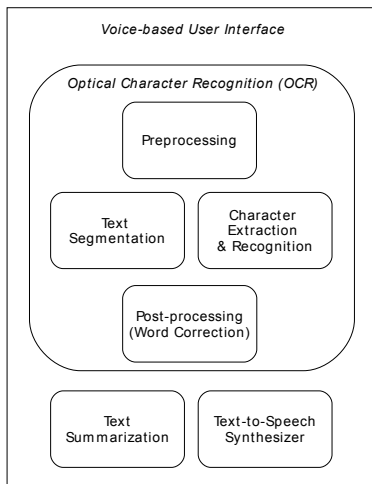 Voice-based User Interface
Optical Character Recognition (OCR)
Preprocessing
Text
Segmentation
Character
Extraction
& Recognition
Post-processing
(Word Correction)
Text
Summarization
Text-to-Speech
Synthesizer